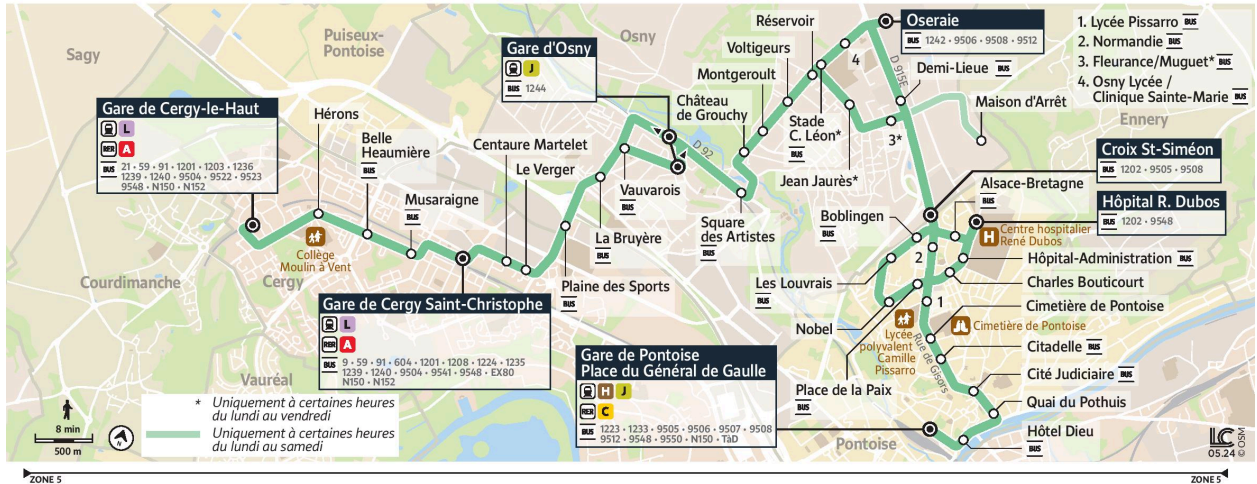 Sagy
Puiseux-
Pontoise
Osny
Ennery
Courdimanche
Cergy
Vauréal
Pontoise
Gare de Cergy-le-Haut
L
RER A
BUS 21 • 59 • 91 • 1201 • 1203 • 1236
1239 • 1240 • 9504 • 9522 • 9523
9548 • N150 • N152
Hérons
Collège
Moulin à Vent
Belle
Heaumière
BUS
Musaraigne
BUS
Gare de Cergy Saint-Christophe
L
RER A
BUS 9 • 59 • 91 • 604 • 1201 • 1208 • 1224 • 1235
1239 • 1240 • 9504 • 9541 • 9548 • EX80
N150 • N152
Centaure Martelet
Le Verger
Plaine des Sports
BUS
La Bruyère
BUS
Vauvarois
BUS
Gare d'Osny
J
BUS 1244
Château
de Grouchy
D 92
Square
des Artistes
BUS
Montgeroult
Voltigeurs
Réservoir
Stade
C. Léon*
BUS
Jean Jaurès*
4
3*
Oseraie
BUS 1242 • 9506 • 9508 • 9512
D 915E
Demi-Lieue BUS
Maison d'Arrêt
1. Lycée Pissarro BUS
2. Normandie BUS
3. Fleurance/Muguet* BUS
4. Osny Lycée /
Clinique Sainte-Marie BUS
Croix St-Siméon
BUS 1202 • 9505 • 9508
Alsace-Bretagne
BUS
Hôpital R. Dubos
BUS 1202 • 9548
H Centre hospitalier
René Dubos
Boblingen
BUS
2
Hôpital-Administration BUS
Les Louvrais
BUS
Charles Bouticourt
Nobel
1
Cimetière de Pontoise
Lycée
polyvalent
Camille
Pissarro
Cimetière de Pontoise
Rue de Gisors
Citadelle BUS
Place de la Paix
BUS
Cité Judiciaire BUS
Quai du Pothuis
Hôtel Dieu
BUS
Gare de Pontoise
Place du Général de Gaulle
H J
RER C
BUS 1223 • 1233 • 9505 • 9506 • 9507 • 9508
9512 • 9548 • 9550 • N150 • TàD
* Uniquement à certaines heures
du lundi au vendredi
Uniquement à certaines heures
du lundi au samedi
8 min
500 m
N
LC
05.24 © OSM
ZONE 5
ZONE 5